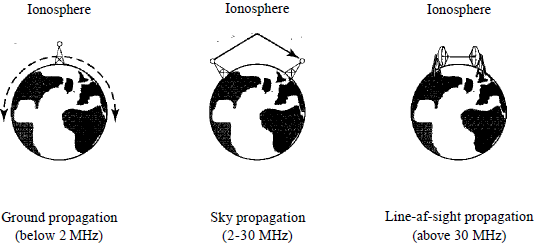 Ionosphere
Ionosphere
Ionosphere
Ground propagation
(below 2 MHz)
Sky propagation
(2-30 MHz)
Line-af-sight propagation
(above 30 MHz)